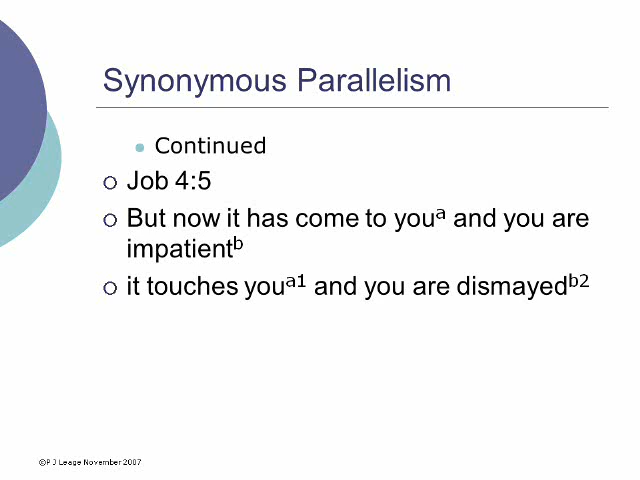 Synonymous Parallelism
Continued
Job 4:5
But now it has come to youᵃ and you are
impatientᵇ
it touches youᵃ¹ and you are dismayedᵇ²
©P J Leage November 2007